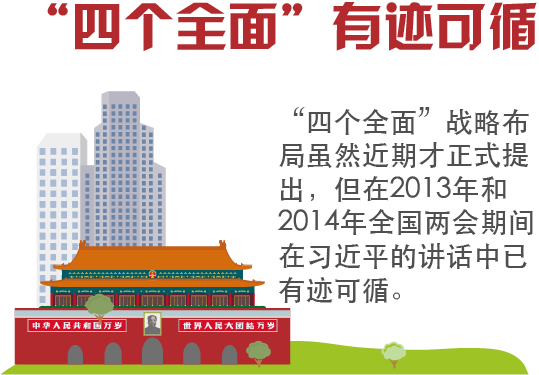 “四个全面”有迹可循
“四个全面”战略布
局虽然近期才正式提
出，但在2013年和
2014年全国两会期间
在习近平的讲话中已
有迹可循。
中华人民共和国万岁
世界人民大团结万岁